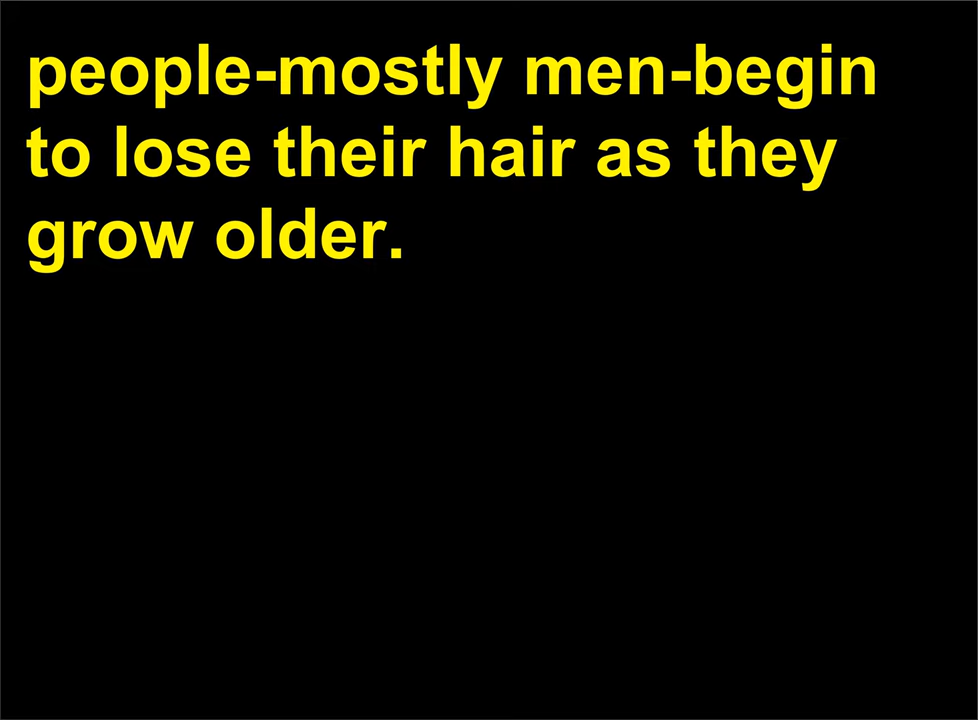 people-mostly men-begin
to lose their hair as they
grow older.